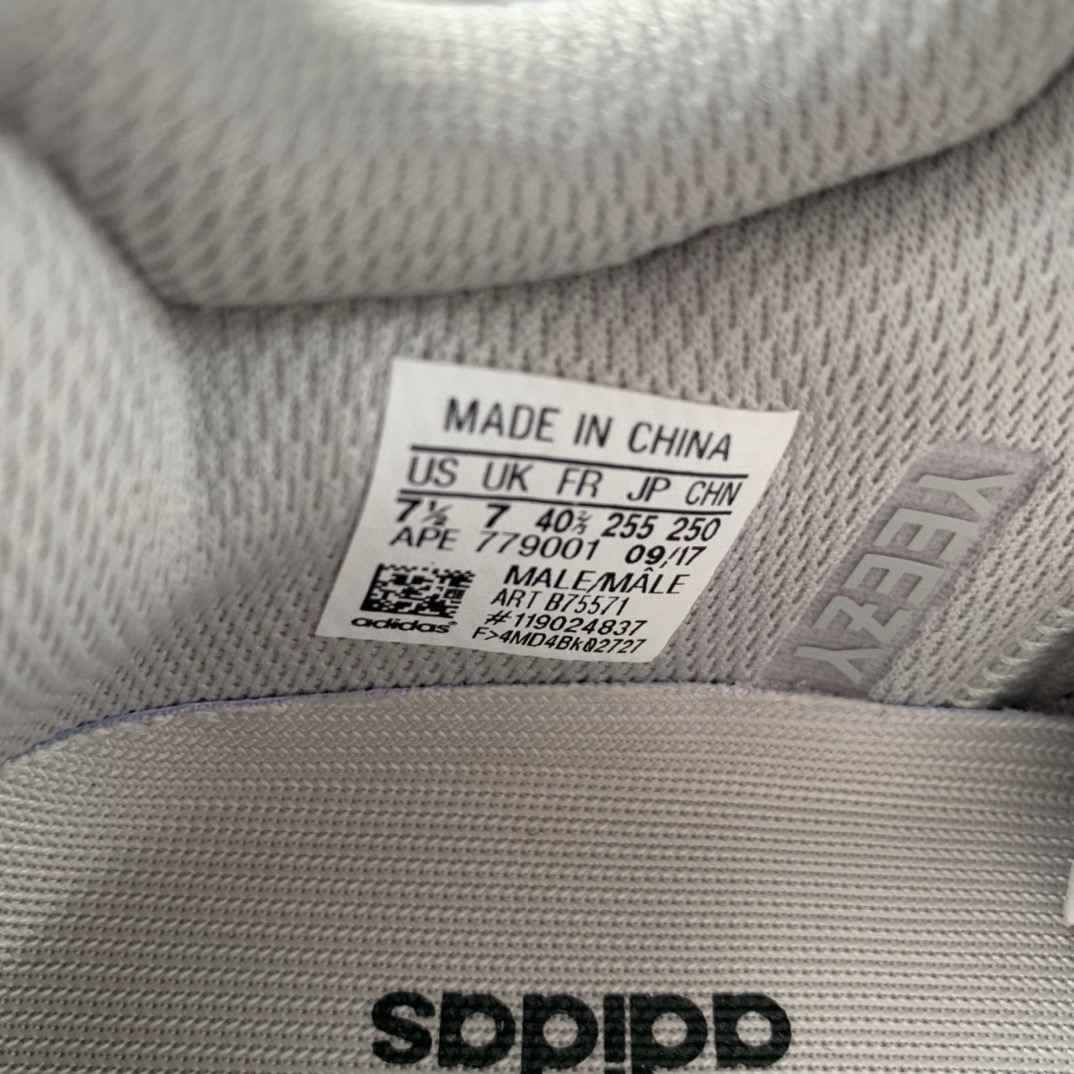 MADE IN CHINA
US UK FR JP CHN
7½ 7 40⅔ 255 250
APE 779001 09/17
MALE/MÂLE
ART B75571
#119024837
adidas
F>4MD4BkQ2727
YEEZY
adidas